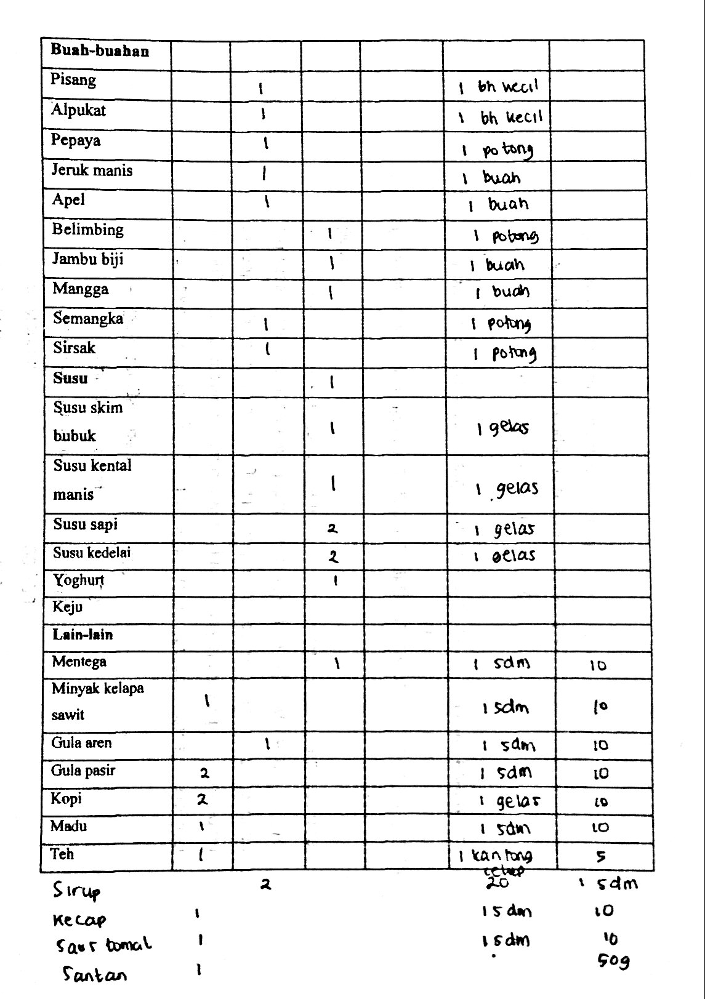 Buah-buahan
Pisang 1 1 bh kecil
Alpukat 1 1 bh kecil
Pepaya 1 1 potong
Jeruk manis 1 1 buah
Apel 1 1 buah
Belimbing 1 1 potong
Jambu biji 1 1 buah
Mangga 1 1 buah
Semangka 1 1 potong
Sirsak 1 1 potong
Susu 1
Susu skim
bubuk 1 1 gelas
Susu kental
manis 1 1 gelas
Susu sapi 2 1 gelas
Susu kedelai 2 1 gelas
Yoghurt 1
Keju
Lain-lain
Mentega 1 1 sdm 10
Minyak kelapa
sawit 1 1 sdm 10
Gula aren 1 1 sdm 10
Gula pasir 2 1 sdm 10
Kopi 2 1 gelas 10
Madu 1 1 sdm 10
Teh 1 1 kantong 5
celup
Sirup 2 20 1 sdm
Kecap 1 1 sdm 10
Saus tomat 1 1 sdm 10
Santan 1 50g